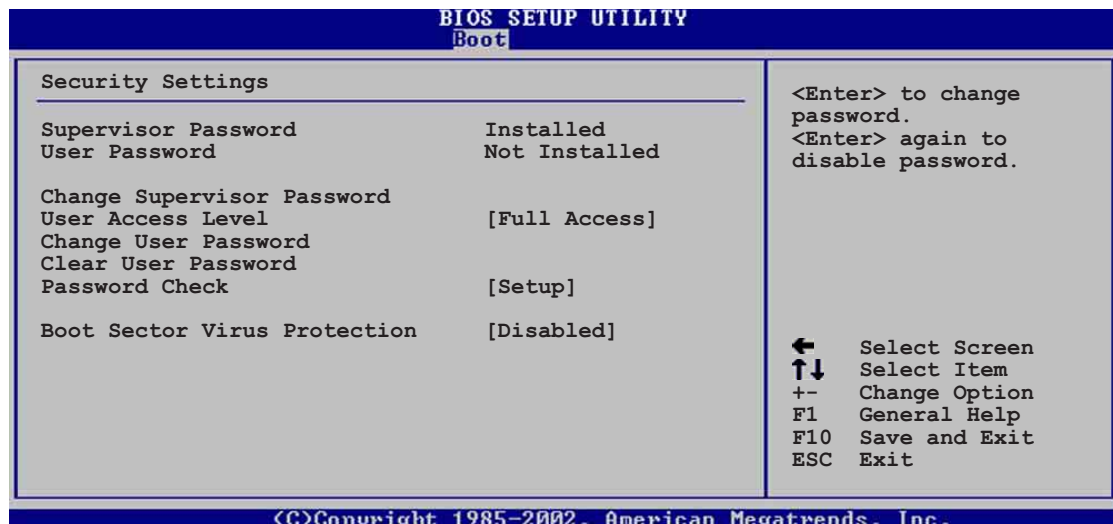 BIOS SETUP UTILITY
Boot
Security Settings
Supervisor Password Installed
User Password Not Installed
Change Supervisor Password
User Access Level [Full Access]
Change User Password
Clear User Password
Password Check [Setup]
Boot Sector Virus Protection [Disabled]
<Enter> to change
password.
<Enter> again to
disable password.
← Select Screen
↑↓ Select Item
+- Change Option
F1 General Help
F10 Save and Exit
ESC Exit
(C)Copyright 1985-2002, American Megatrends, Inc.